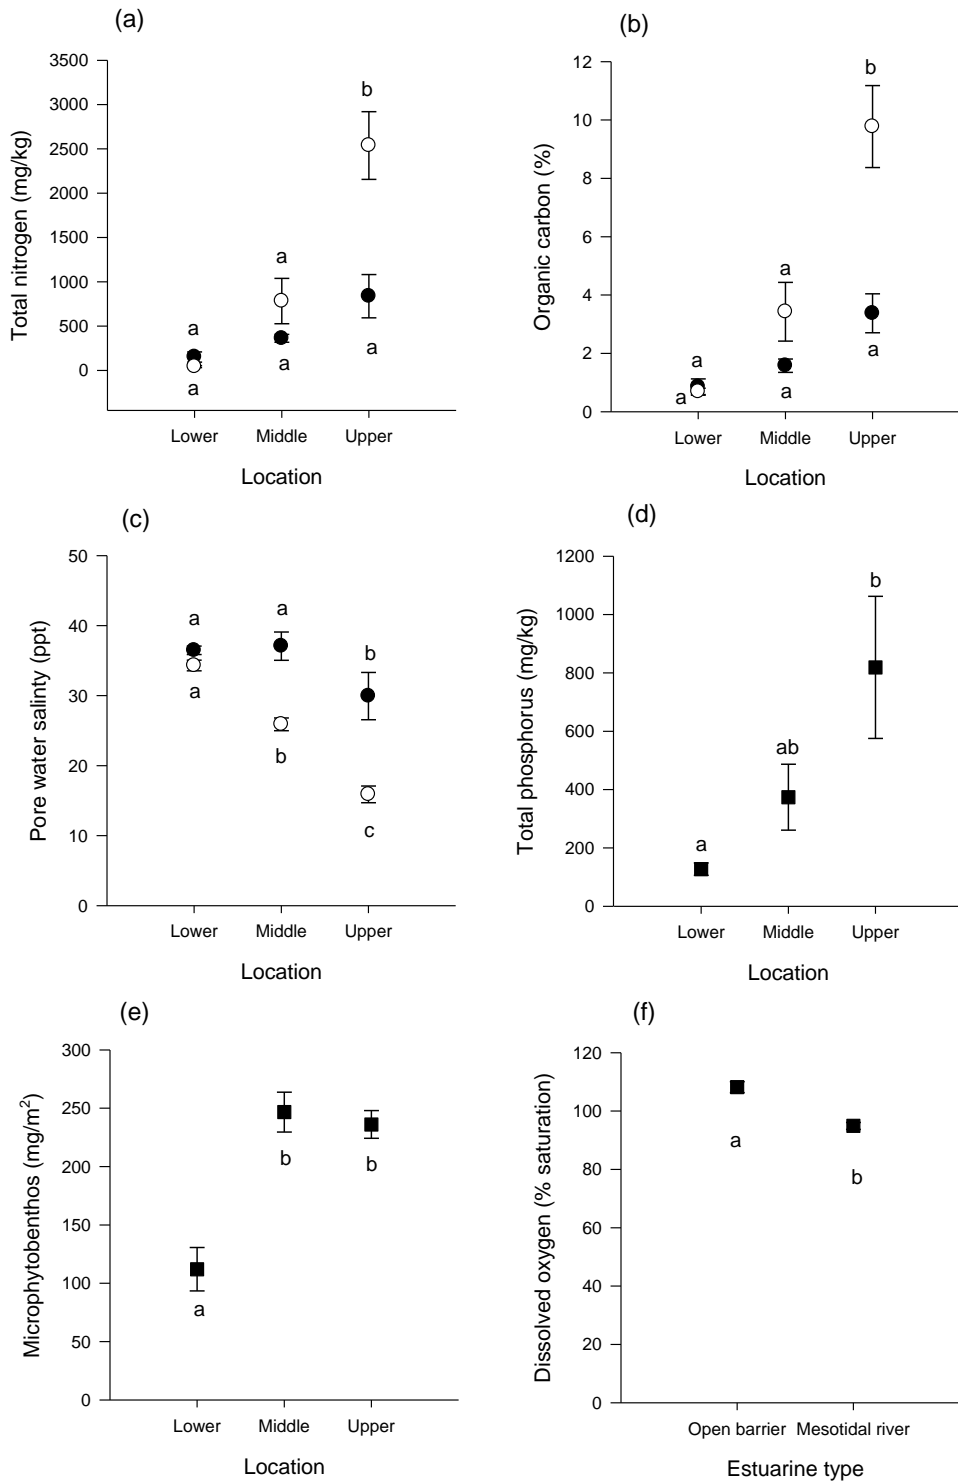 (a)
Total nitrogen (mg/kg)
3500
3000
2500
2000
1500
1000
500
0
b
a
a
a
a
a
Lower Middle Upper
Location
(b)
Organic carbon (%)
12
10
8
6
4
2
0
b
a
a
a
a
a
Lower Middle Upper
Location
(c)
Pore water salinty (ppt)
50
40
30
20
10
0
a a
b
a
b
c
Lower Middle Upper
Location
(d)
Total phosphorus (mg/kg)
1200
1000
800
600
400
200
0
b
ab
a
Lower Middle Upper
Location
(e)
Microphytobenthos (mg/m²)
300
250
200
150
100
50
0
b b
a
Lower Middle Upper
Location
(f)
Dissolved oxygen (% saturation)
120
100
80
60
40
20
0
a
b
Open barrier Mesotidal river
Estuarine type